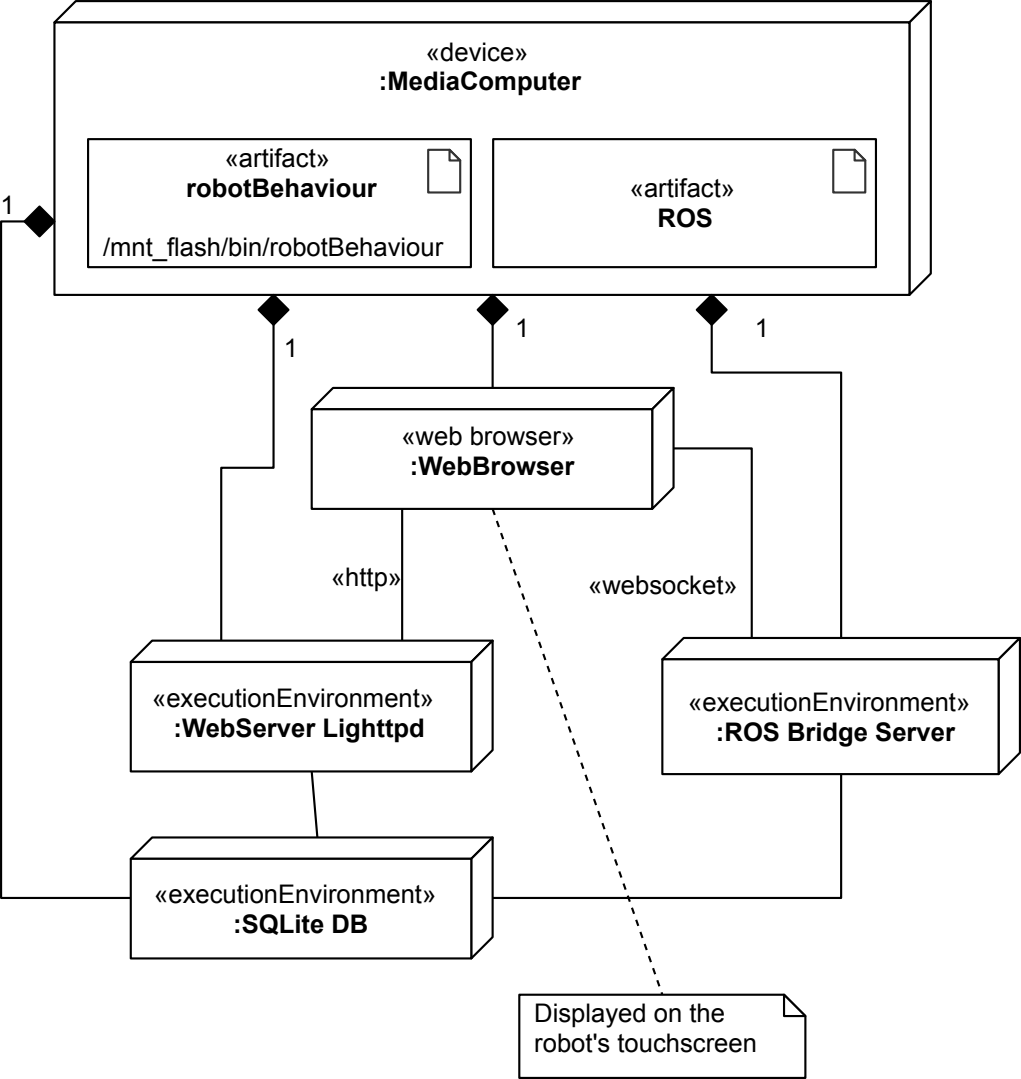 «device»
:MediaComputer
«artifact»
robotBehaviour
/mnt_flash/bin/robotBehaviour
«artifact»
ROS
1
1
1
1
«web browser»
:WebBrowser
«http»
«websocket»
«executionEnvironment»
:WebServer Lighttpd
«executionEnvironment»
:ROS Bridge Server
«executionEnvironment»
:SQLite DB
Displayed on the
robot's touchscreen